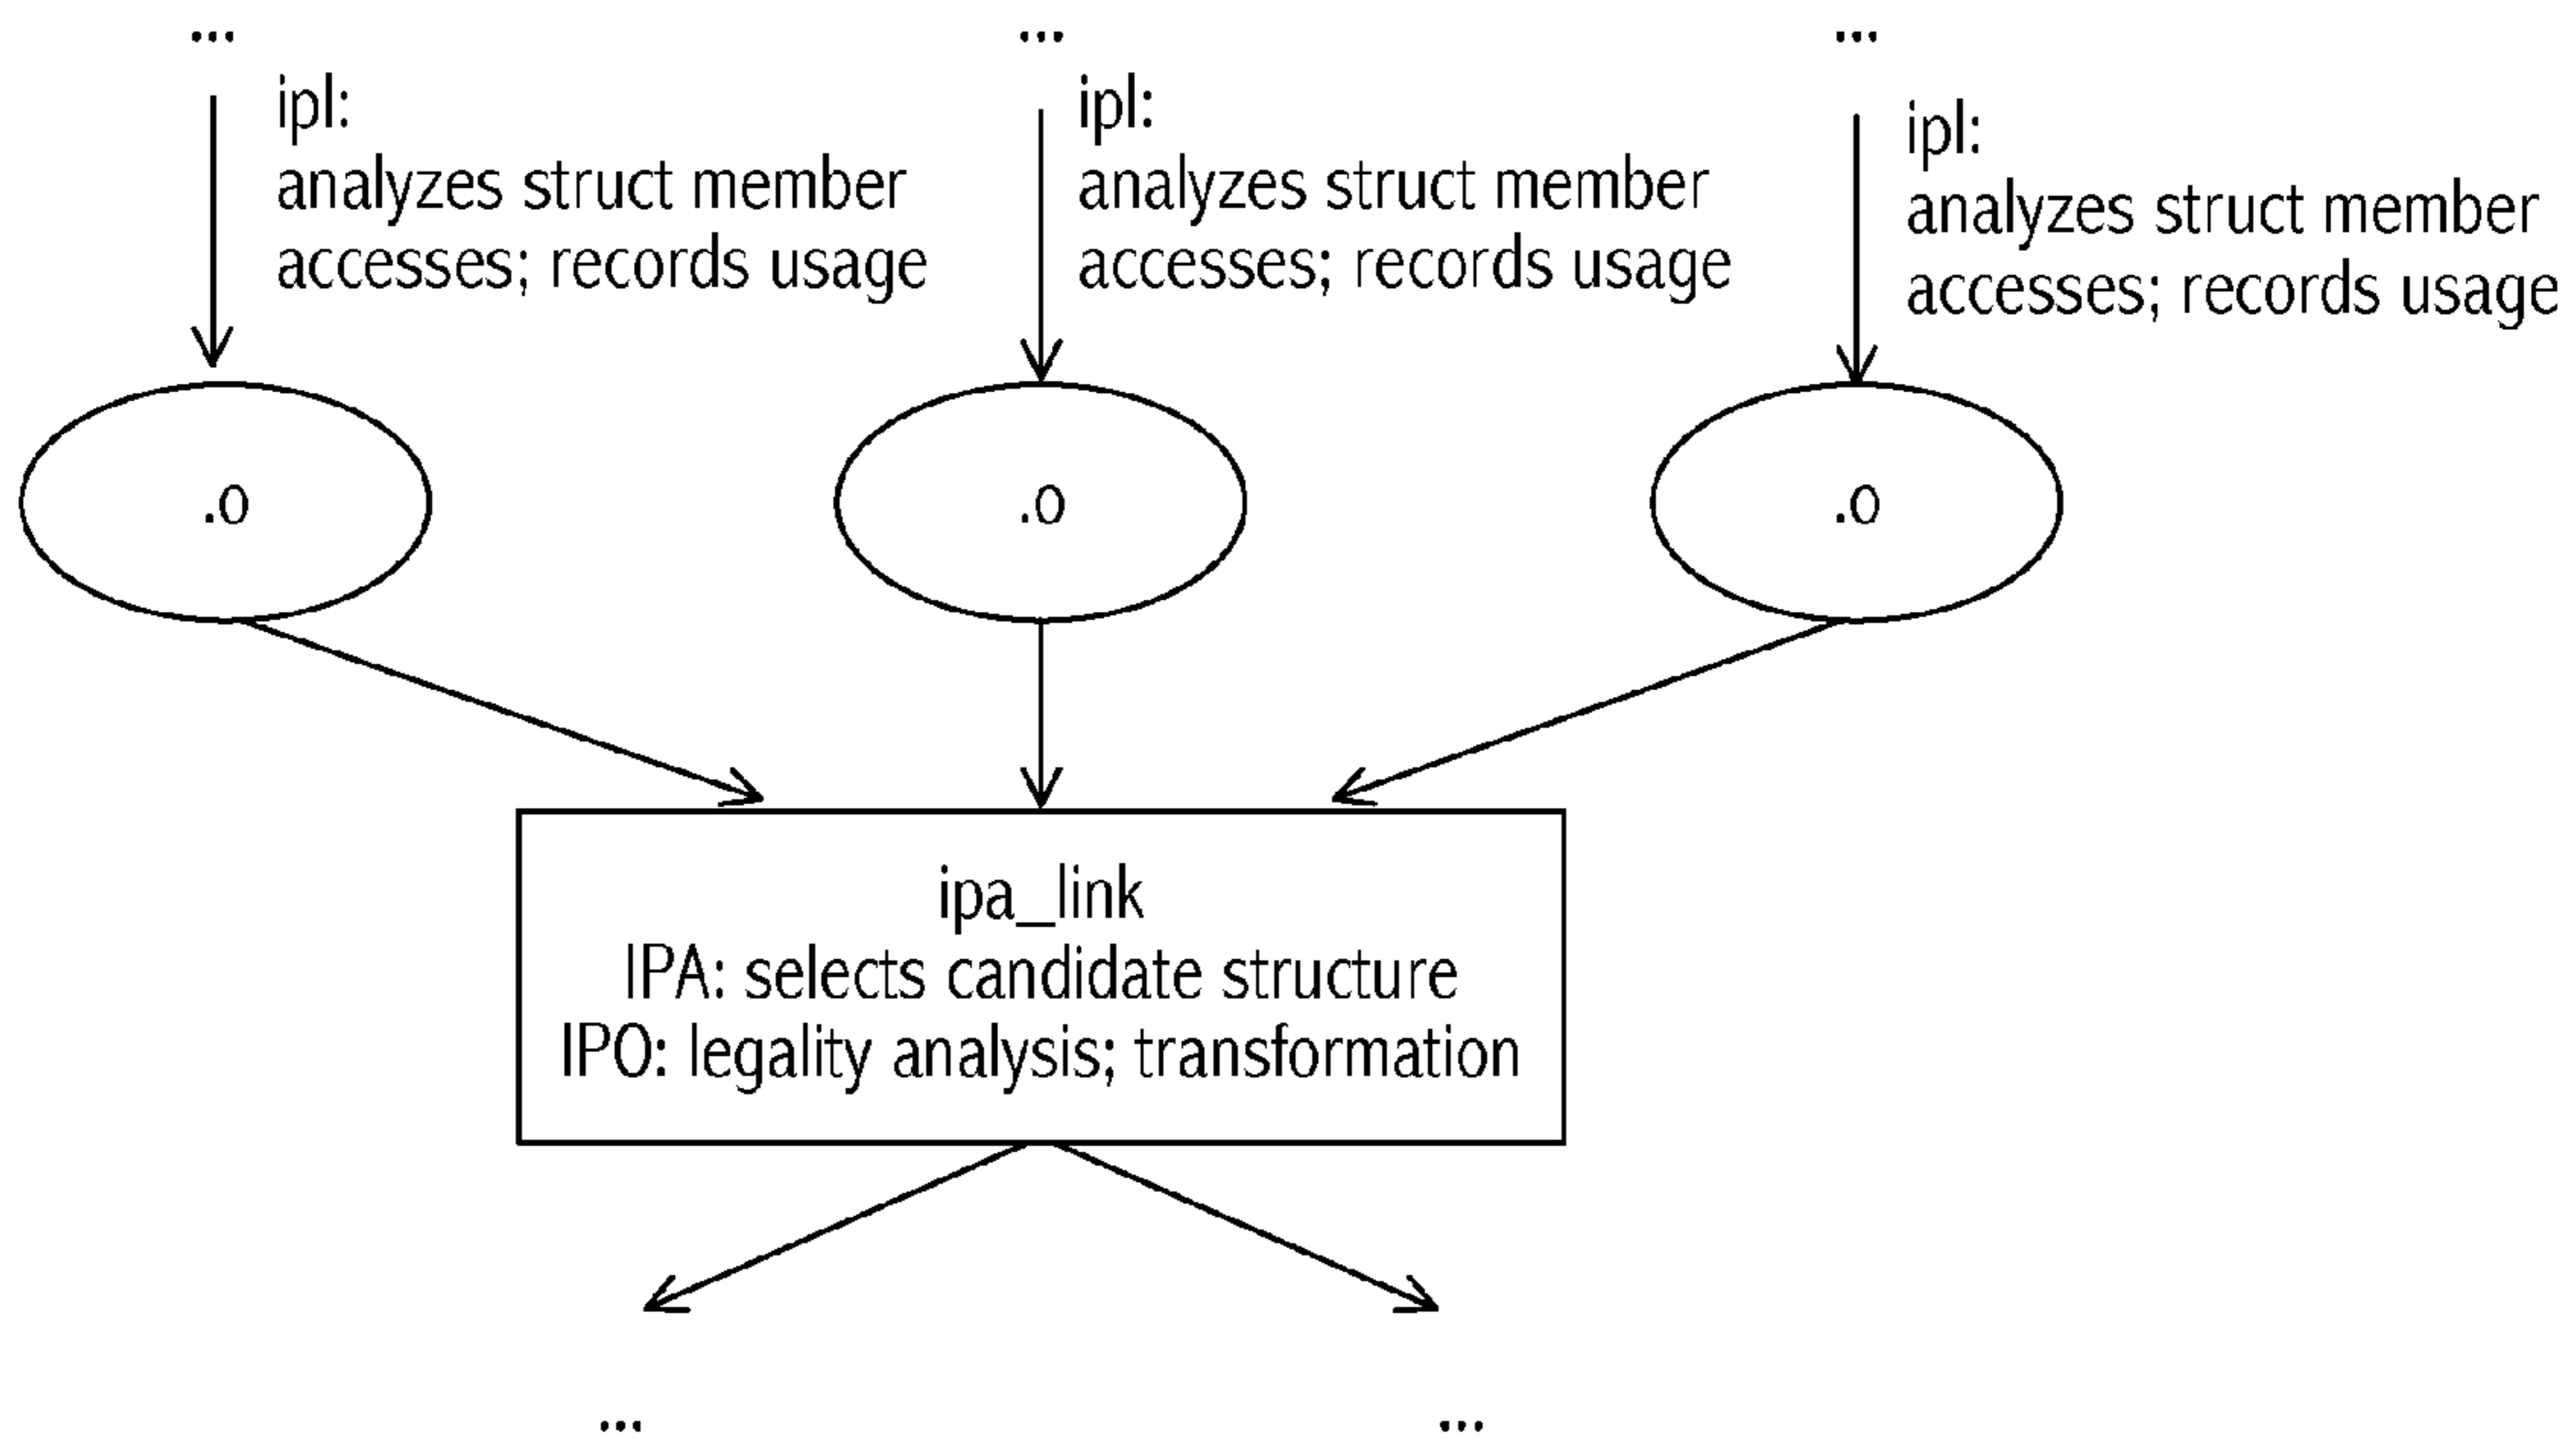 ...
...
...
ipl:
analyzes struct member
accesses; records usage
ipl:
analyzes struct member
accesses; records usage
ipl:
analyzes struct member
accesses; records usage
.o
.o
.o
ipa_link
IPA: selects candidate structure
IPO: legality analysis; transformation
...
...